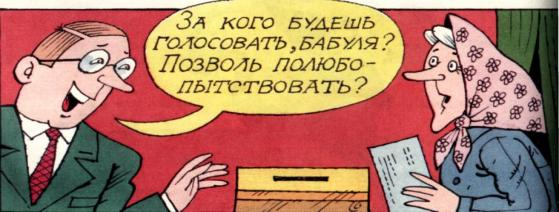 За кого будешь
голосовать, бабуля?
Позволь полюбо-
пытствовать?